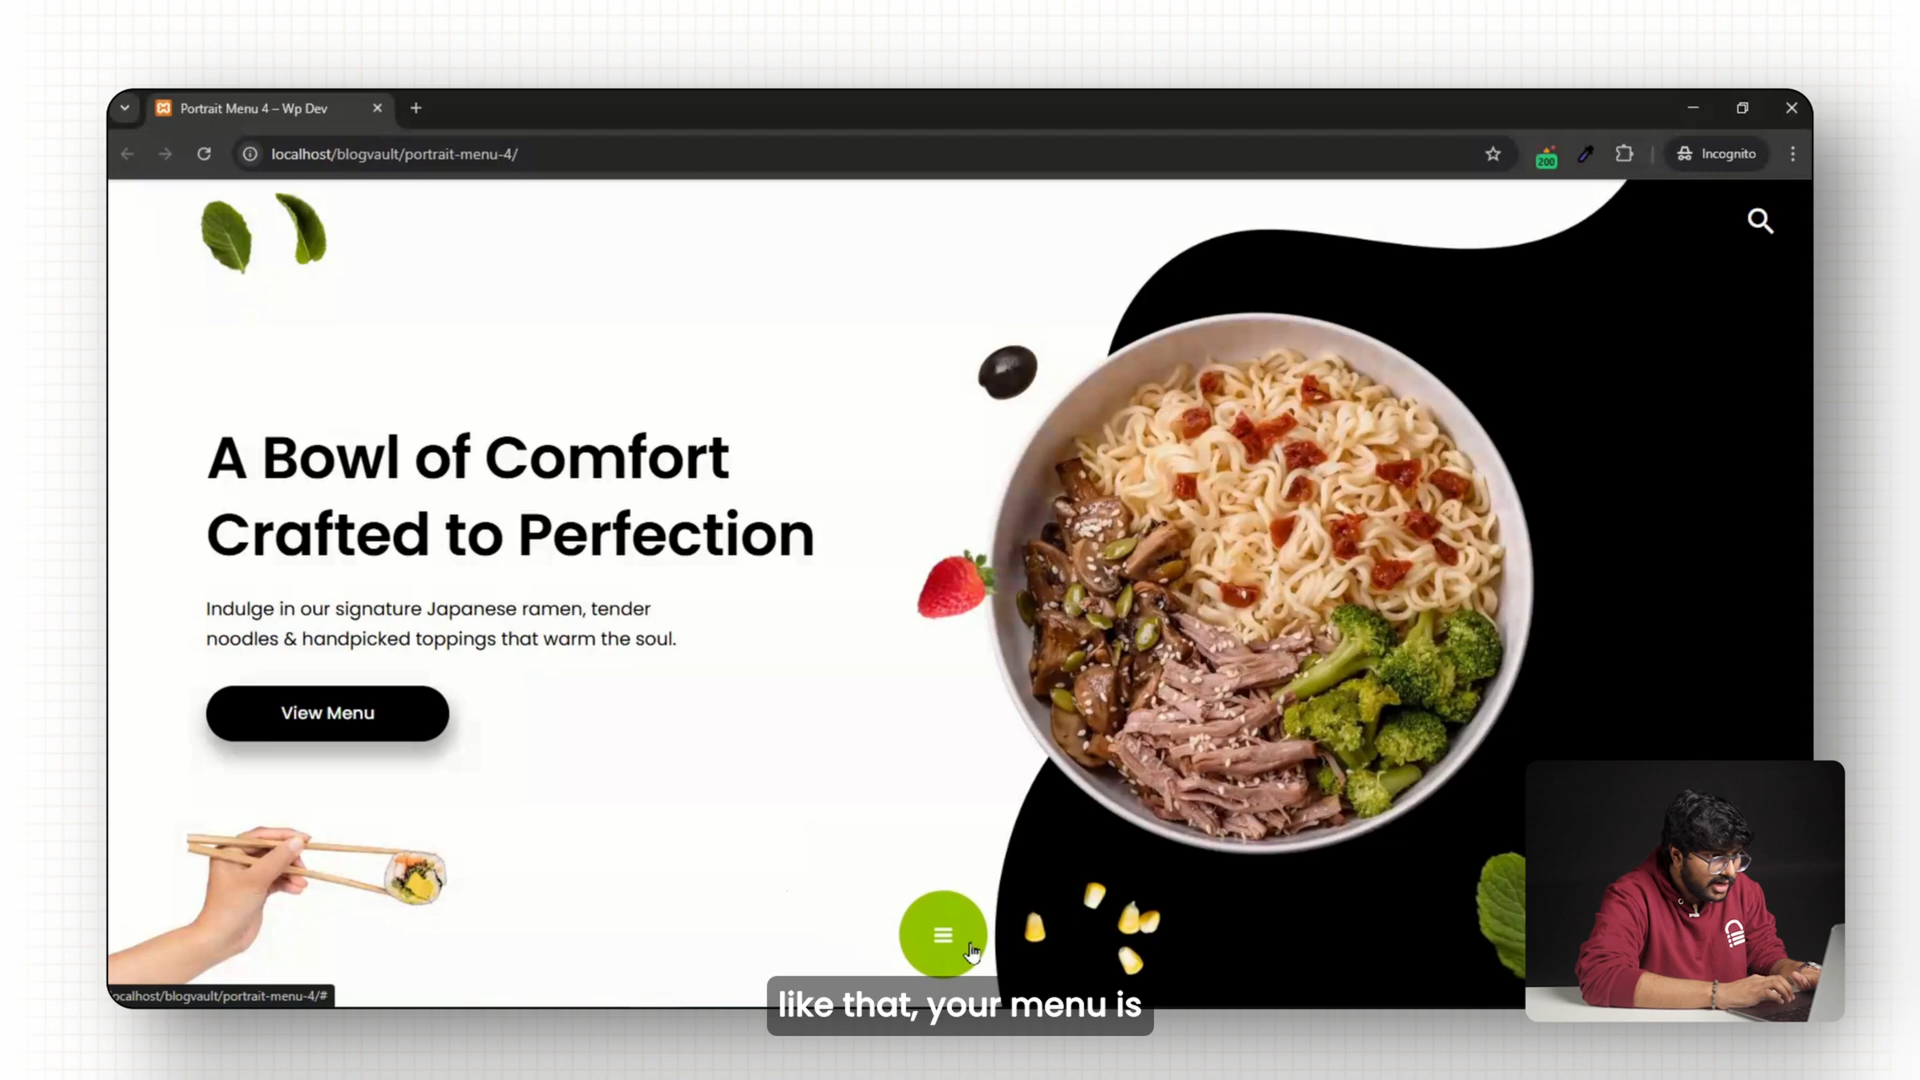 Portrait Menu 4 – Wp Dev
localhost/blogvault/portrait-menu-4/
200
Incognito
A Bowl of Comfort
Crafted to Perfection
Indulge in our signature Japanese ramen, tender
noodles & handpicked toppings that warm the soul.
View Menu
localhost/blogvault/portrait-menu-4/#
like that, your menu is